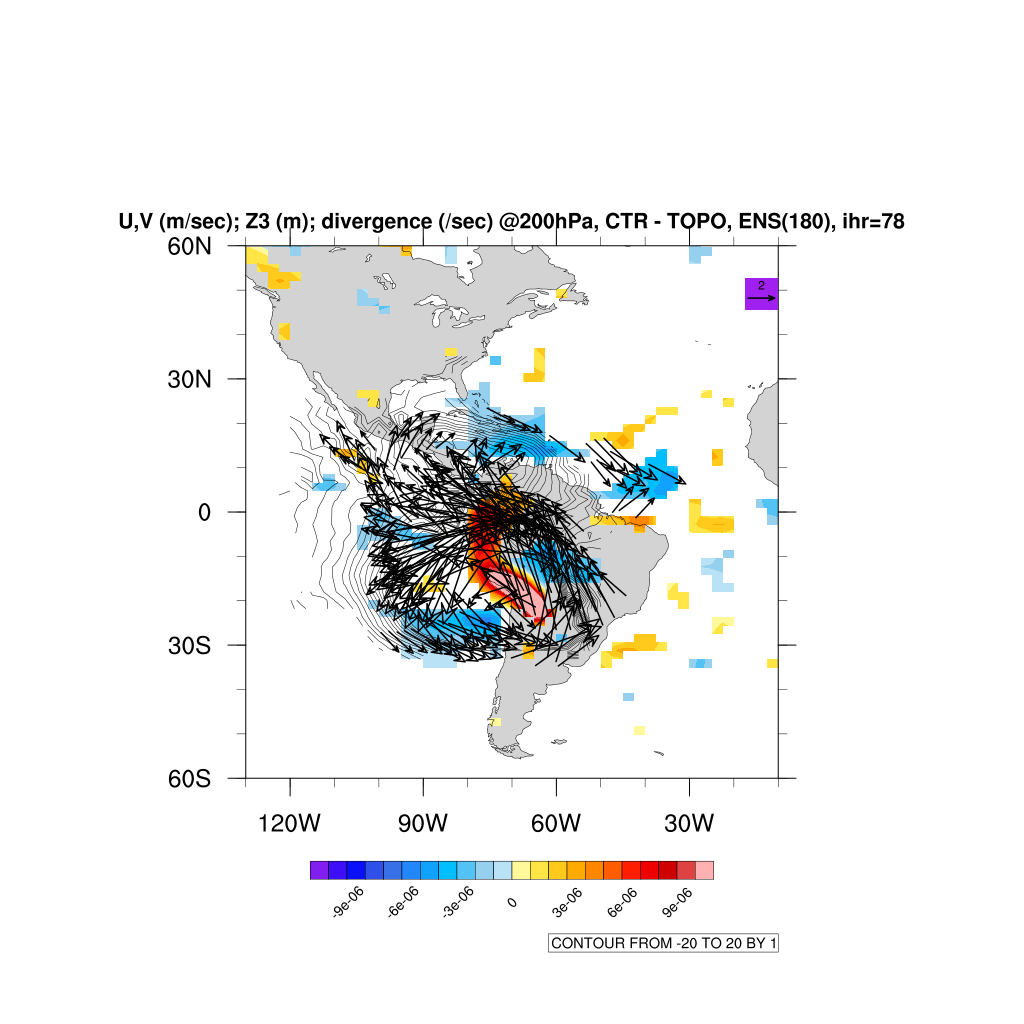 U,V (m/sec); Z3 (m); divergence (/sec) @200hPa, CTR - TOPO, ENS(180), ihr=78
60N
2
30N
0
30S
60S
120W 90W 60W 30W
-9e-06 -6e-06 -3e-06 0 3e-06 6e-06 9e-06
CONTOUR FROM -20 TO 20 BY 1